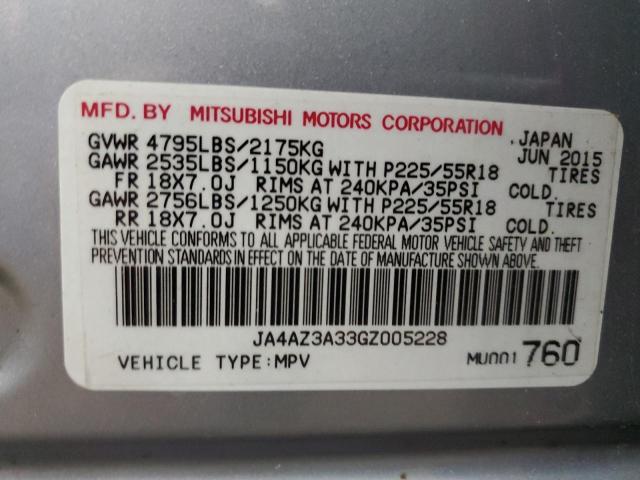 MFD. BY MITSUBISHI MOTORS CORPORATION
GVWR 4795LBS/2175KG JAPAN JUN 2015
GAWR 2535LBS/1150KG WITH P225/55R18 TIRES
FR 18X7.0J RIMS AT 240KPA/35PSI COLD.
GAWR 2756LBS/1250KG WITH P225/55R18 TIRES
RR 18X7.0J RIMS AT 240KPA/35PSI COLD.
THIS VEHICLE CONFORMS TO ALL APPLICABLE FEDERAL MOTOR VEHICLE SAFETY AND THEFT
PREVENTION STANDARDS IN EFFECT ON THE DATE OF MANUFACTURE SHOWN ABOVE.
JA4AZ3A33GZ005228
VEHICLE TYPE:MPV MU001 760